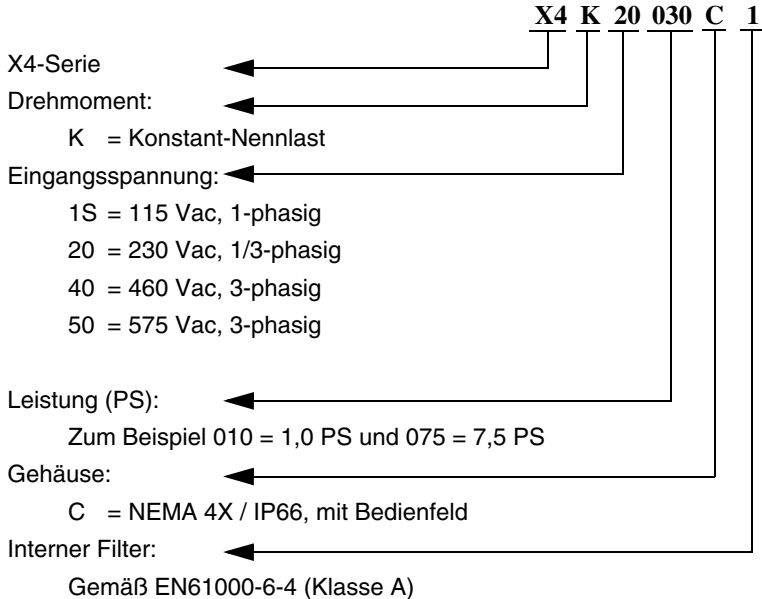 X4 K 20 030 C 1
X4-Serie
Drehmoment:
K = Konstant-Nennlast
Eingangsspannung:
1S = 115 Vac, 1-phasig
20 = 230 Vac, 1/3-phasig
40 = 460 Vac, 3-phasig
50 = 575 Vac, 3-phasig
Leistung (PS):
Zum Beispiel 010 = 1,0 PS und 075 = 7,5 PS
Gehäuse:
C = NEMA 4X / IP66, mit Bedienfeld
Interner Filter:
Gemäß EN61000-6-4 (Klasse A)